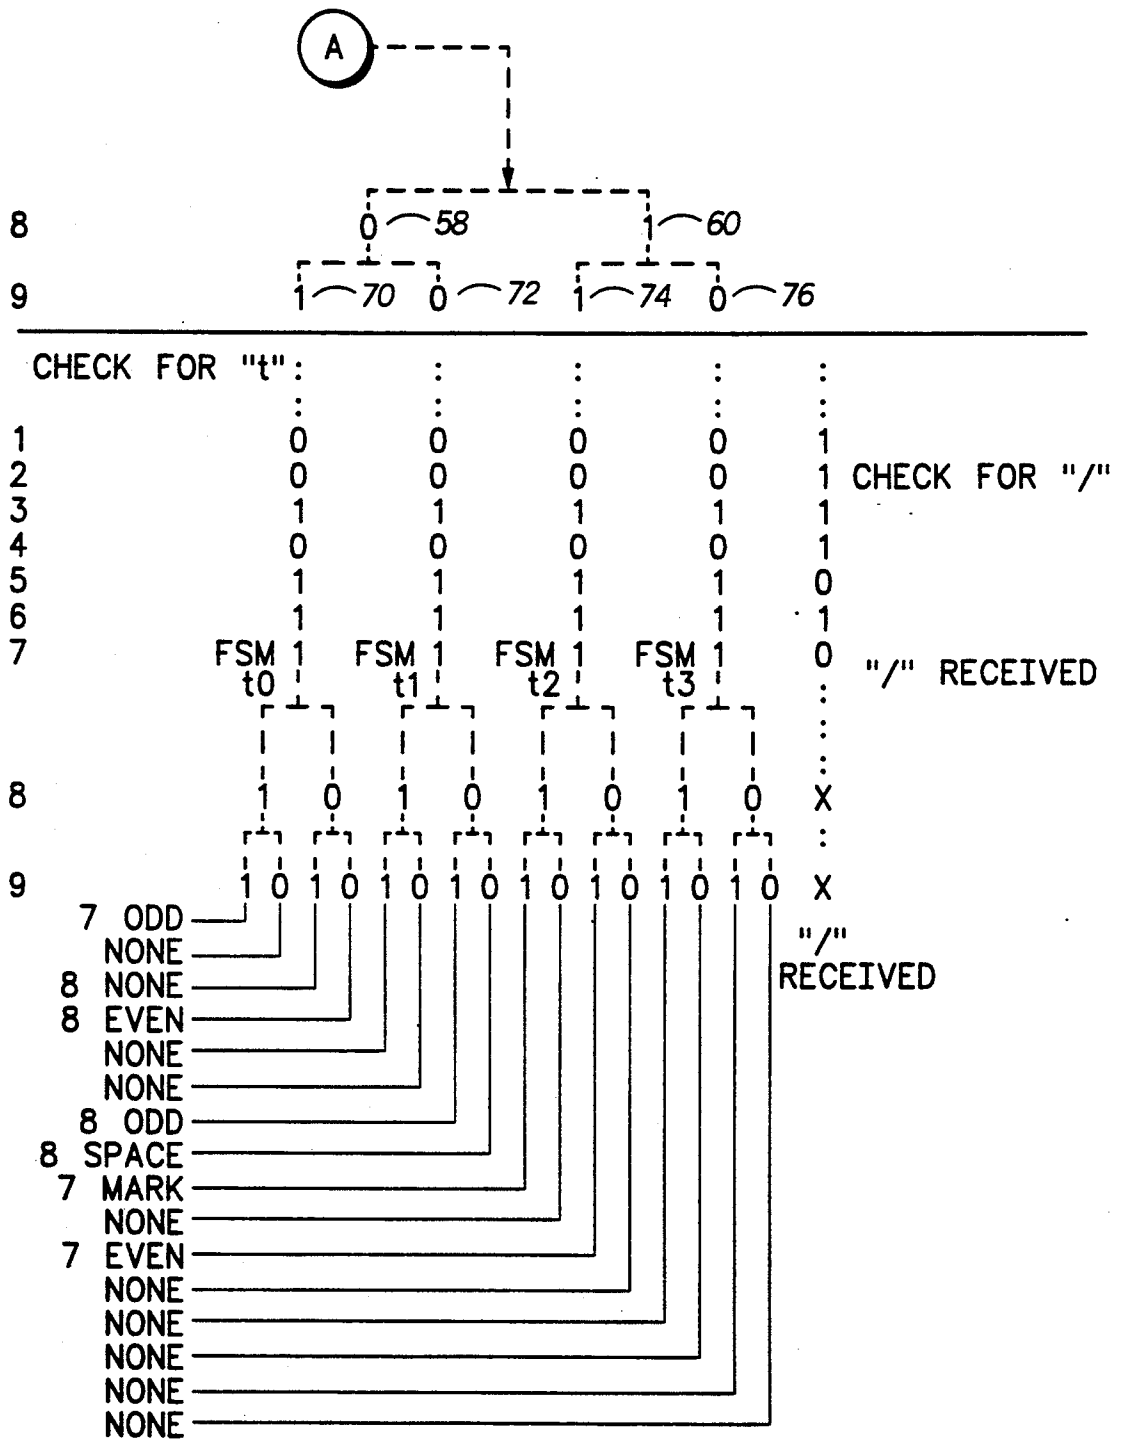 A
8 0 58 1 60
9 1 70 0 72 1 74 0 76
CHECK FOR "t"
1 0 0 0 0 1
2 0 0 0 0 1 CHECK FOR "/"
3 1 1 1 1 1
4 0 0 0 0 1
5 1 1 1 1 0
6 1 1 1 1 1
7 FSM 1 FSM 1 FSM 1 FSM 1 0
t0 t1 t2 t3 "/" RECEIVED
8 1 0 1 0 1 0 1 0 X
9 1 0 1 0 1 0 1 0 1 0 1 0 1 0 1 0 X
7 ODD
NONE "/"
8 NONE RECEIVED
8 EVEN
NONE
NONE
8 ODD
8 SPACE
7 MARK
NONE
7 EVEN
NONE
NONE
NONE
NONE
NONE